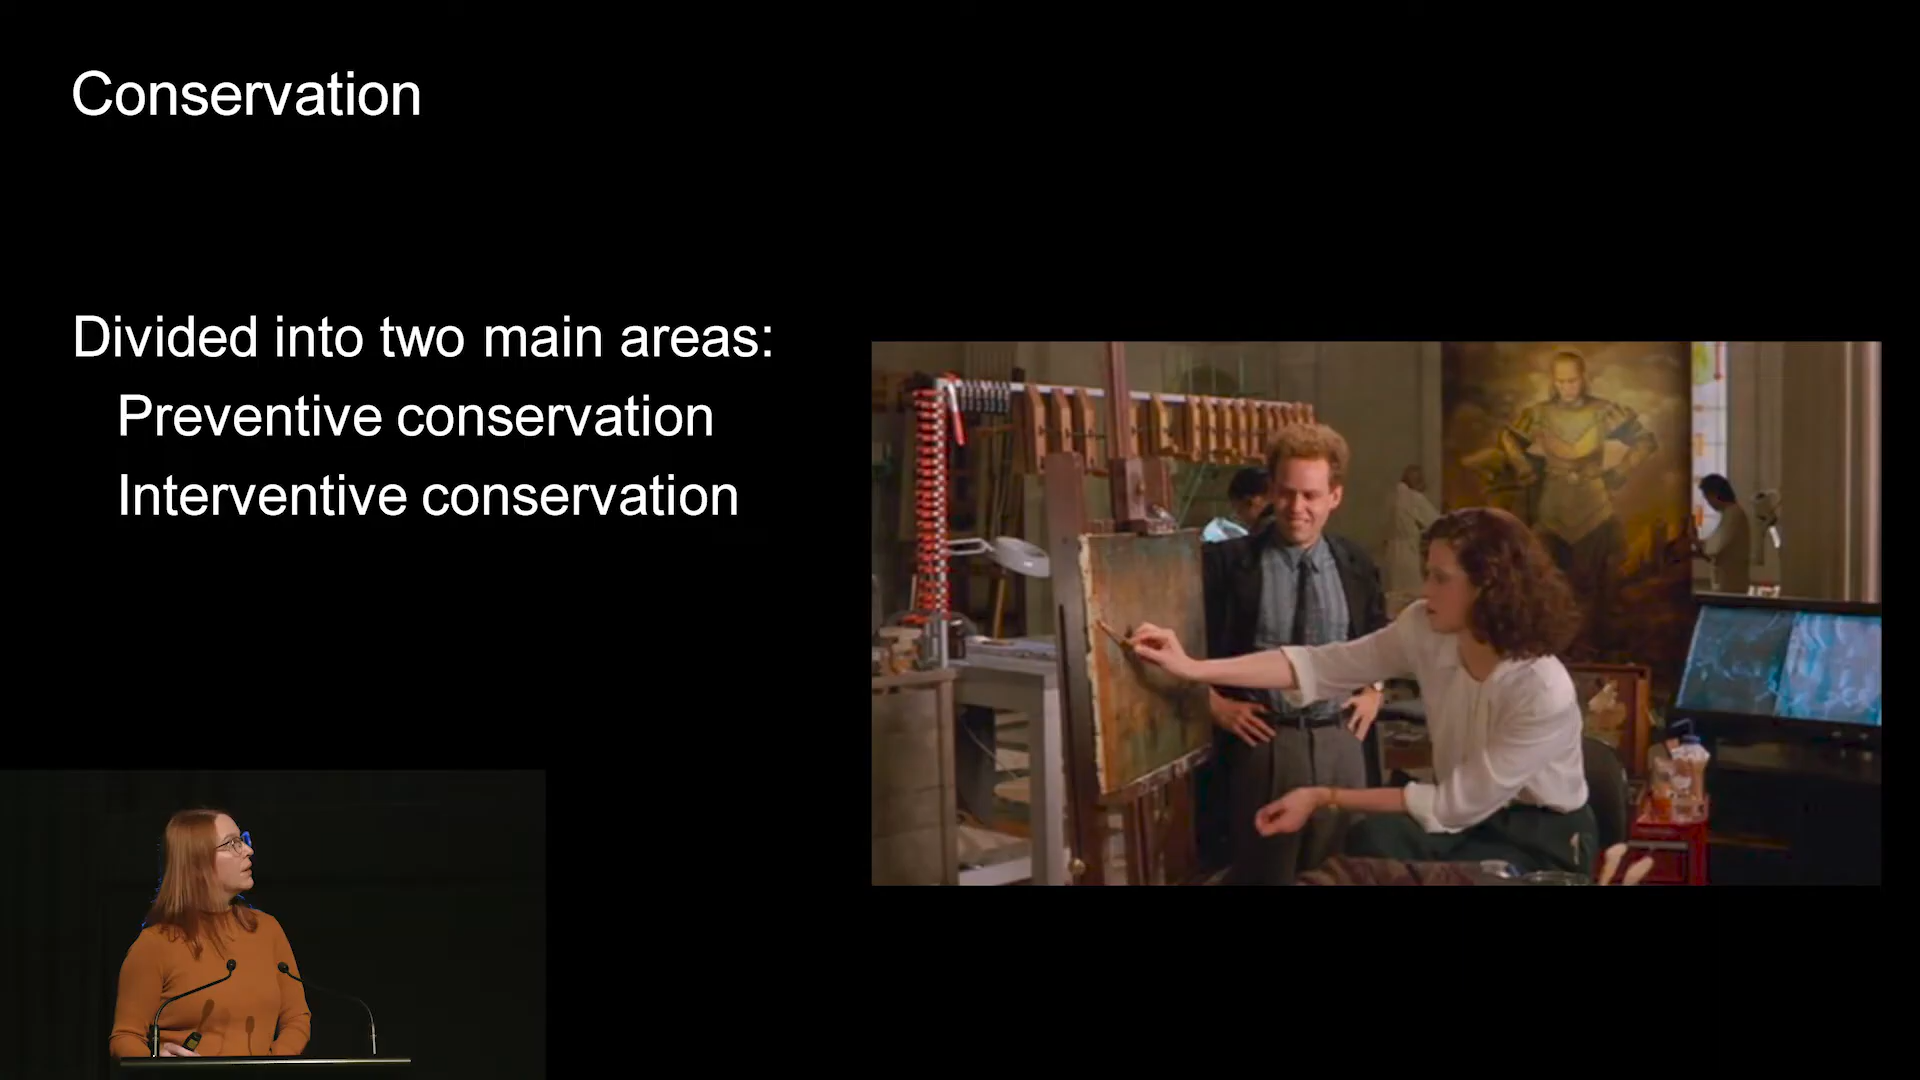 Conservation
Divided into two main areas:
Preventive conservation
Interventive conservation